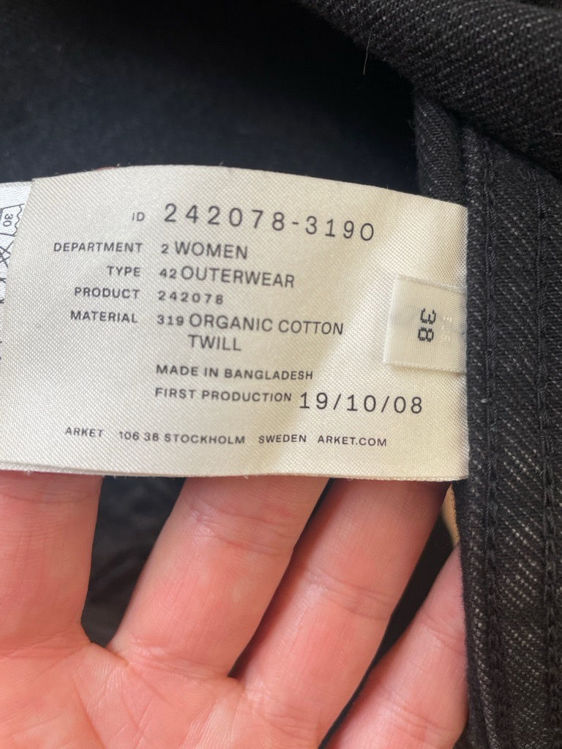 ID 242078-3190
DEPARTMENT 2 WOMEN
TYPE 42 OUTERWEAR
PRODUCT 242078
MATERIAL 319 ORGANIC COTTON
TWILL
MADE IN BANGLADESH
FIRST PRODUCTION 19/10/08
ARKET 106 38 STOCKHOLM SWEDEN ARKET.COM
38
30